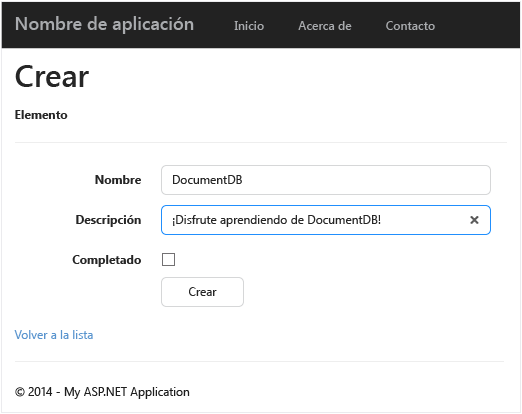 Nombre de aplicación Inicio Acerca de Contacto
Crear
Elemento
Nombre DocumentDB
Descripción ¡Disfrute aprendiendo de DocumentDB!
Completado
Crear
Volver a la lista
© 2014 - My ASP.NET Application